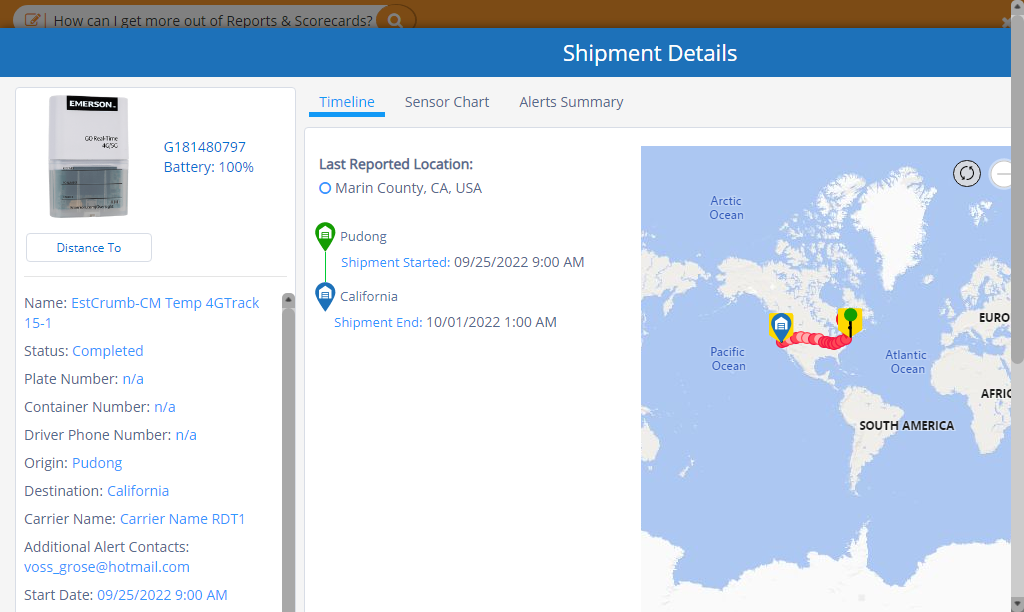 How can I get more out of Reports & Scorecards?
Shipment Details
EMERSON
GO Real-Time
4G/5G
G181480797
Battery: 100%
Distance To
Name: EstCrumb-CM Temp 4GTrack
15-1
Status: Completed
Plate Number: n/a
Container Number: n/a
Driver Phone Number: n/a
Origin: Pudong
Destination: California
Carrier Name: Carrier Name RDT1
Additional Alert Contacts:
voss_grose@hotmail.com
Start Date: 09/25/2022 9:00 AM
Timeline
Sensor Chart
Alerts Summary
Last Reported Location:
Marin County, CA, USA
Pudong
Shipment Started: 09/25/2022 9:00 AM
California
Shipment End: 10/01/2022 1:00 AM
Arctic
Ocean
Pacific
Ocean
Atlantic
Ocean
EURO
AFRIC
SOUTH AMERICA